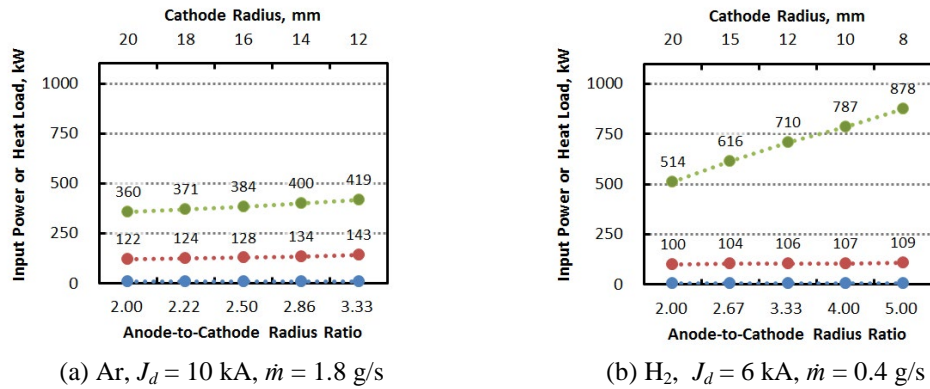 Cathode Radius, mm
20 18 16 14 12
Input Power or Heat Load, kW
1000
750
500
250
0
360 371 384 400 419
122 124 128 134 143
2.00 2.22 2.50 2.86 3.33
Anode-to-Cathode Radius Ratio
(a) Ar, J_d = 10 kA, ṁ = 1.8 g/s
Cathode Radius, mm
20 15 12 10 8
Input Power or Heat Load, kW
1000
750
500
250
0
514 616 710 787 878
100 104 106 107 109
2.00 2.67 3.33 4.00 5.00
Anode-to-Cathode Radius Ratio
(b) H₂, J_d = 6 kA, ṁ = 0.4 g/s